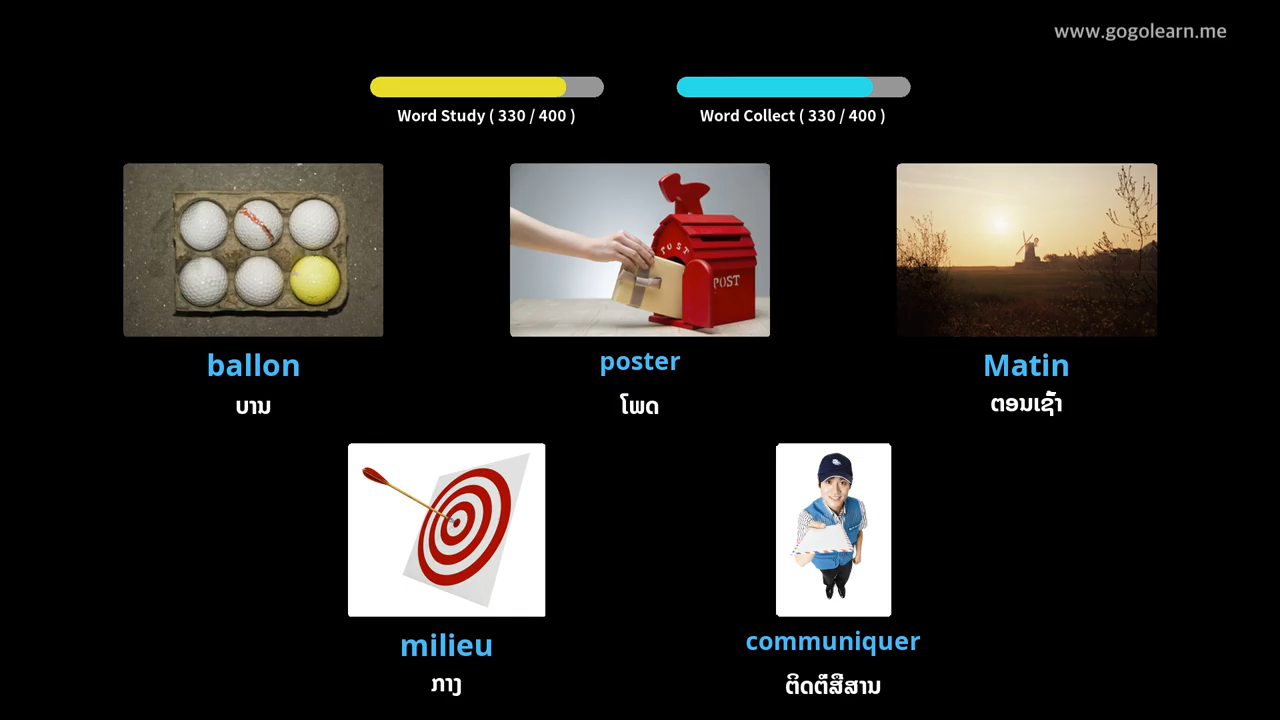 www.gogolearn.me
Word Study ( 330 / 400 )
Word Collect ( 330 / 400 )
POST
POST
ballon
poster
Matin
ບານ
ໂພດ
ຕອນເຊົ້າ
milieu
communiquer
ກາງ
ຕິດຕໍ່ສື່ສານ